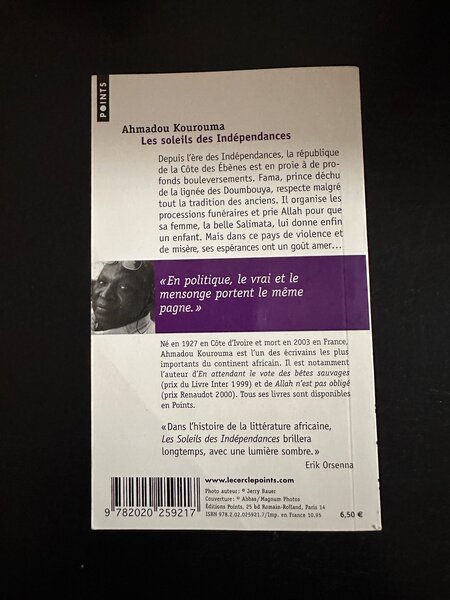 POINTS
Ahmadou Kourouma
Les soleils des Indépendances
Depuis l'ère des Indépendances, la république
de la Côte des Ébènes est en proie à de pro-
fonds bouleversements. Fama, prince déchu
de la lignée des Doumbouya, respecte malgré
tout la tradition des anciens. Il organise les
processions funéraires et prie Allah pour que
sa femme, la belle Salimata, lui donne enfin
un enfant. Mais dans ce pays de violence et
de misère, ses espérances ont un goût amer...
« En politique, le vrai et le
mensonge portent le même
pagne. »
Né en 1927 en Côte d'Ivoire et mort en 2003 en France,
Ahmadou Kourouma est l'un des écrivains les plus
importants du continent africain. Il est notamment
l'auteur d'En attendant le vote des bêtes sauvages
(prix du Livre Inter 1999) et de Allah n'est pas obligé
(prix Renaudot 2000). Tous ses livres sont disponibles
en Points.
« Dans l'histoire de la littérature africaine,
Les Soleils des Indépendances brillera
longtemps, avec une lumière sombre. »
Erik Orsenna
www.lecerclepoints.com
Photo auteur : © Jerry Bauer
Couverture : © Abbas/Magnum Photos
Éditions Points, 25 bd Romain-Rolland, Paris 14
ISBN 978.2.02.025921.7/Imp. en France 10.95
6,50 €
9 782020 259217